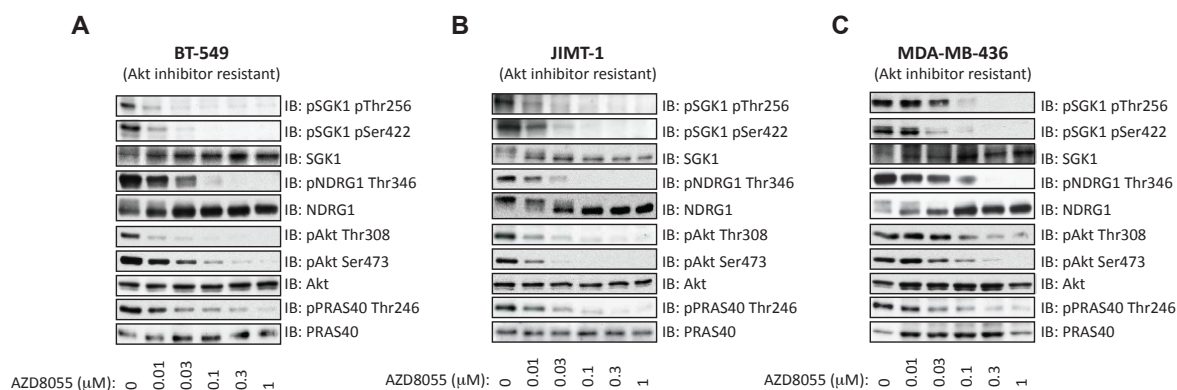 A
BT-549
(Akt inhibitor resistant)
IB: pSGK1 pThr256
IB: pSGK1 pSer422
IB: SGK1
IB: pNDRG1 Thr346
IB: NDRG1
IB: pAkt Thr308
IB: pAkt Ser473
IB: Akt
IB: pPRAS40 Thr246
IB: PRAS40
AZD8055 (μM): 0 0.01 0.03 0.1 0.3 1
B
JIMT-1
(Akt inhibitor resistant)
IB: pSGK1 pThr256
IB: pSGK1 pSer422
IB: SGK1
IB: pNDRG1 Thr346
IB: NDRG1
IB: pAkt Thr308
IB: pAkt Ser473
IB: Akt
IB: pPRAS40 Thr246
IB: PRAS40
AZD8055 (μM): 0 0.01 0.03 0.1 0.3 1
C
MDA-MB-436
(Akt inhibitor resistant)
IB: pSGK1 pThr256
IB: pSGK1 pSer422
IB: SGK1
IB: pNDRG1 Thr346
IB: NDRG1
IB: pAkt Thr308
IB: pAkt Ser473
IB: Akt
IB: pPRAS40 Thr246
IB: PRAS40
AZD8055 (μM): 0 0.01 0.03 0.1 0.3 1